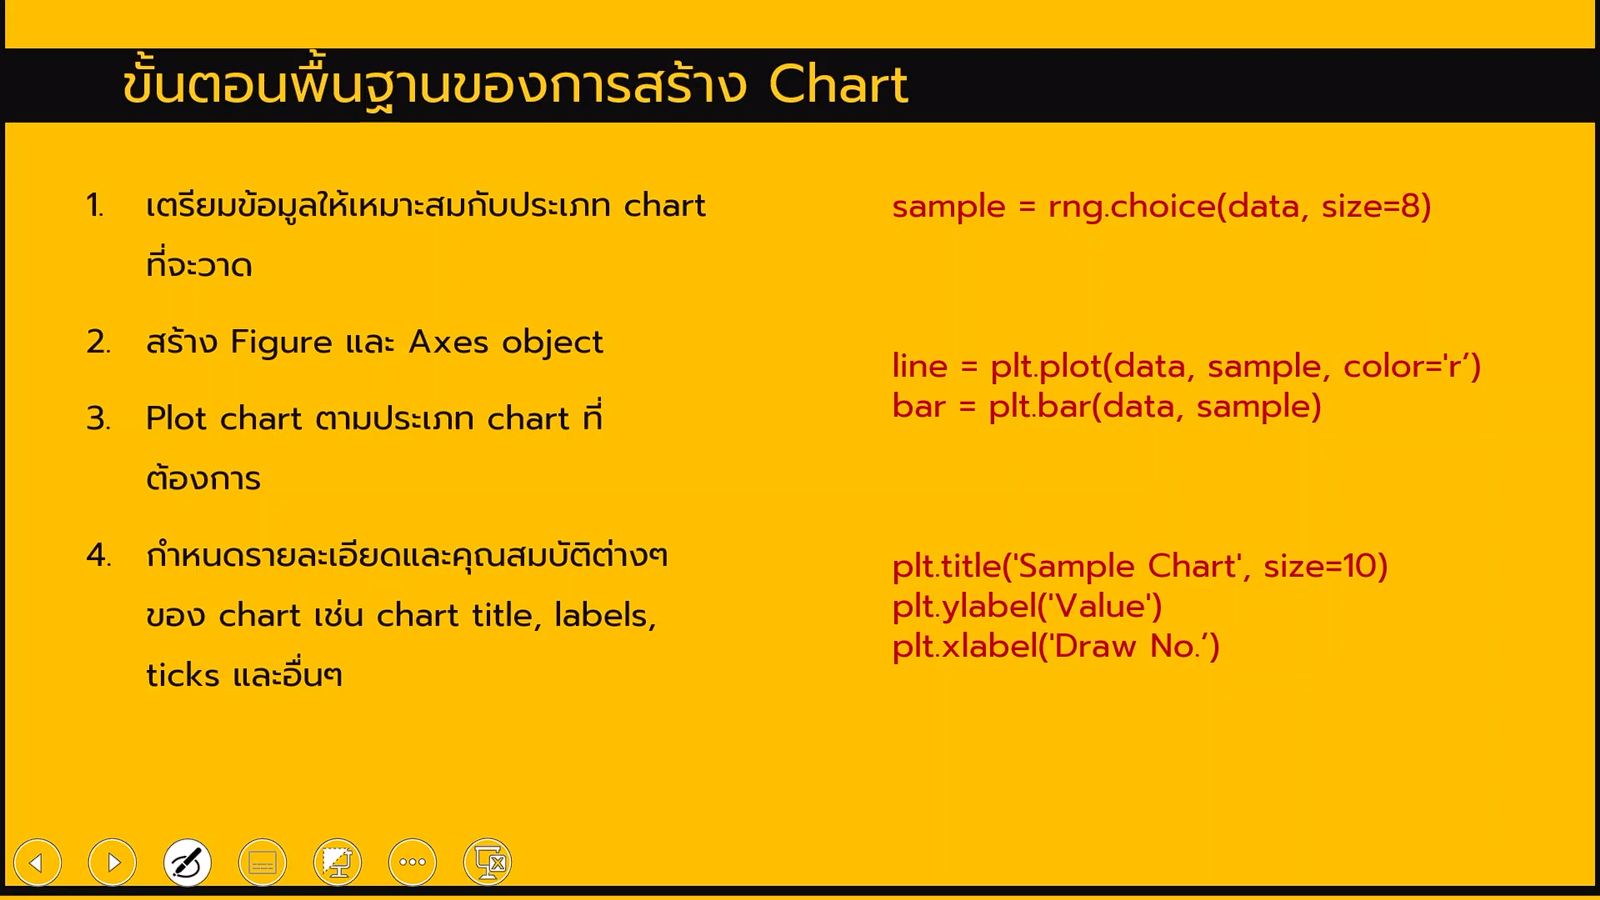 ขั้นตอนพื้นฐานของการสร้าง Chart
1. เตรียมข้อมูลให้เหมาะสมกับประเภท chart
ที่จะวาด
sample = rng.choice(data, size=8)
2. สร้าง Figure และ Axes object
3. Plot chart ตามประเภท chart ที่
ต้องการ
line = plt.plot(data, sample, color='r’)
bar = plt.bar(data, sample)
4. กำหนดรายละเอียดและคุณสมบัติต่างๆ
ของ chart เช่น chart title, labels,
ticks และอื่นๆ
plt.title('Sample Chart', size=10)
plt.ylabel('Value')
plt.xlabel('Draw No.’)